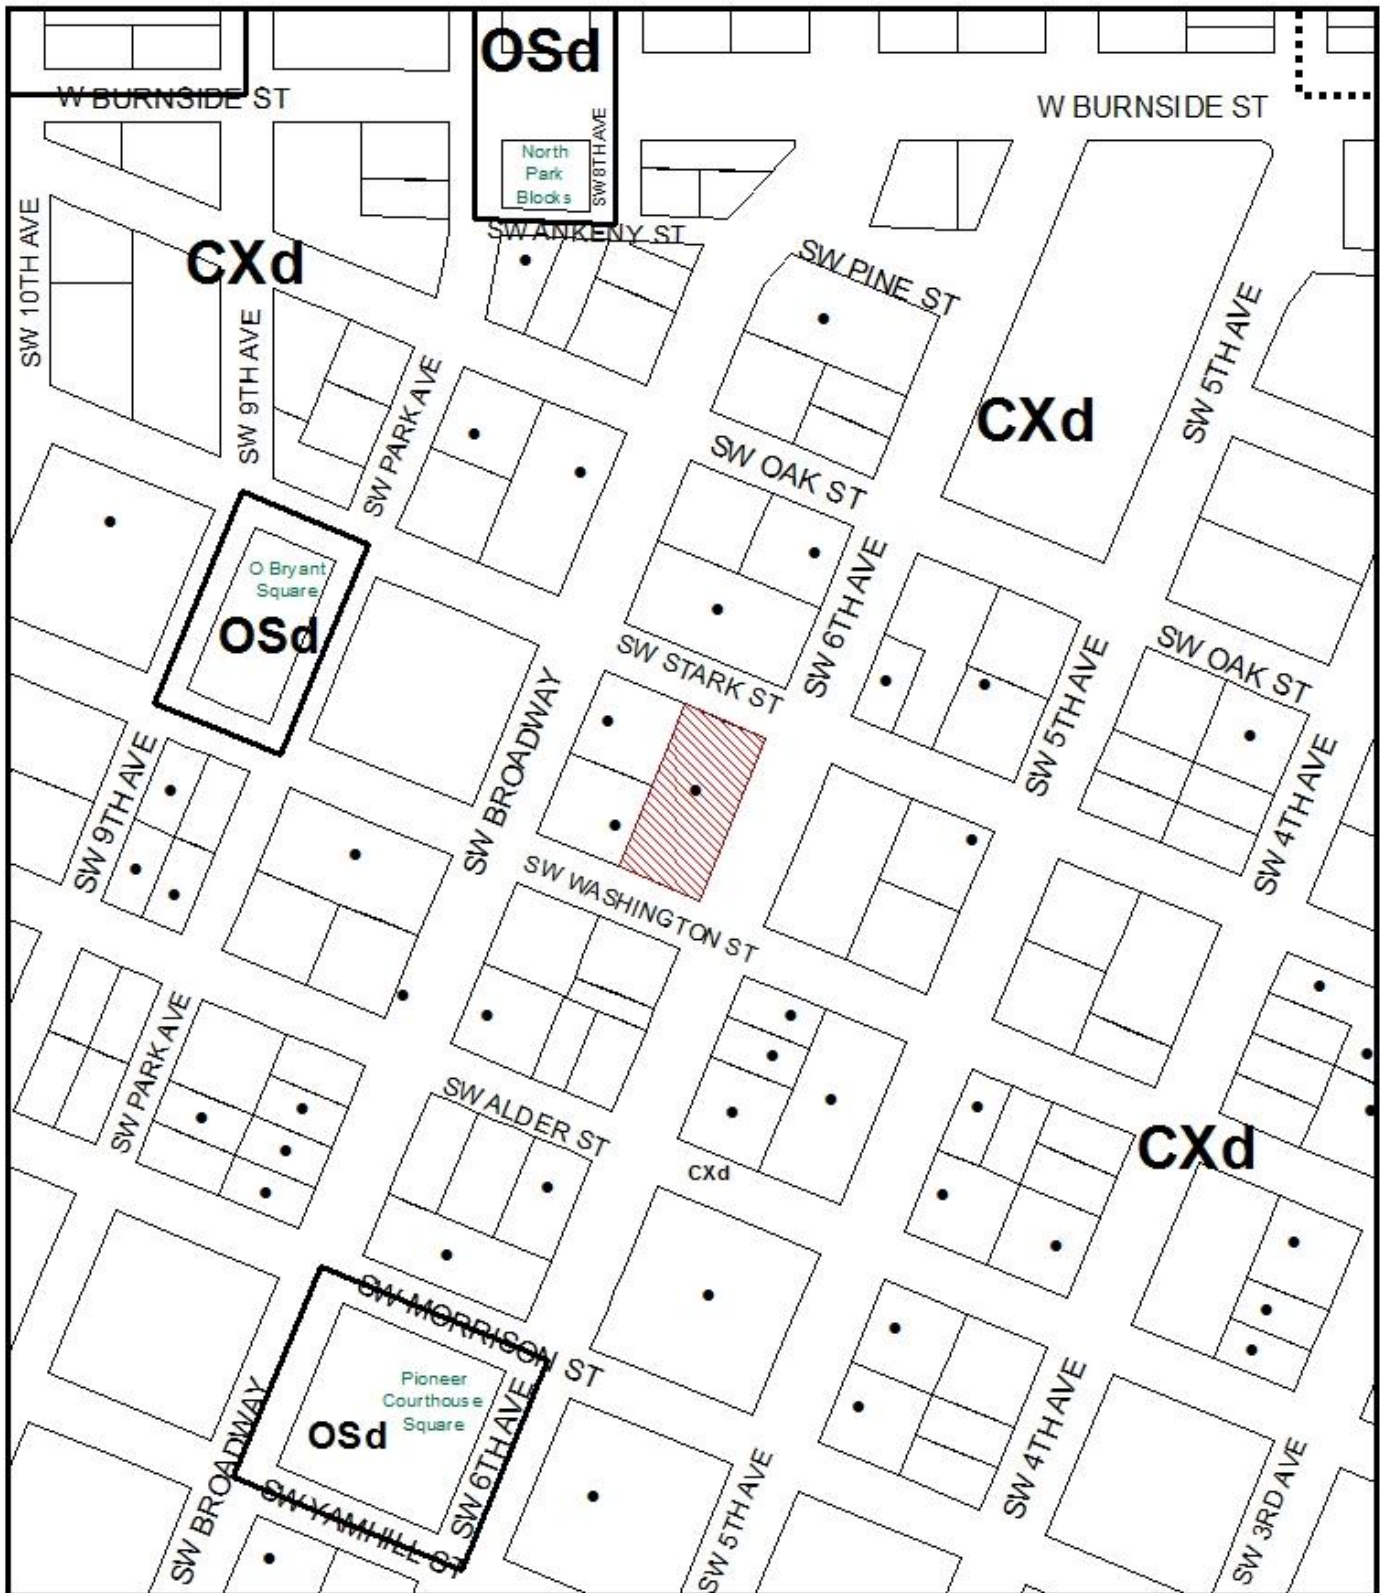 OSd
W BURNSIDE ST
W BURNSIDE ST
SW 8TH AVE
North
Park
Blocks
SW ANKENY ST
SW 10TH AVE
CXd
SW PINE ST
SW 9TH AVE
SW 5TH AVE
SW PARK AVE
CXd
SW OAK ST
O Bryant
Square
OSd
SW 6TH AVE
SW STARK ST
SW OAK ST
SW 5TH AVE
SW BROADWAY
SW 9TH AVE
SW 4TH AVE
SW WASHINGTON ST
SW PARK AVE
SW ALDER ST
CXd
CXd
SW MORRISON ST
Pioneer
Courthouse
Square
OSd
SW 6TH AVE
SW BROADWAY
SW YAMHILL ST
SW 5TH AVE
SW 4TH AVE
SW 3RD AVE